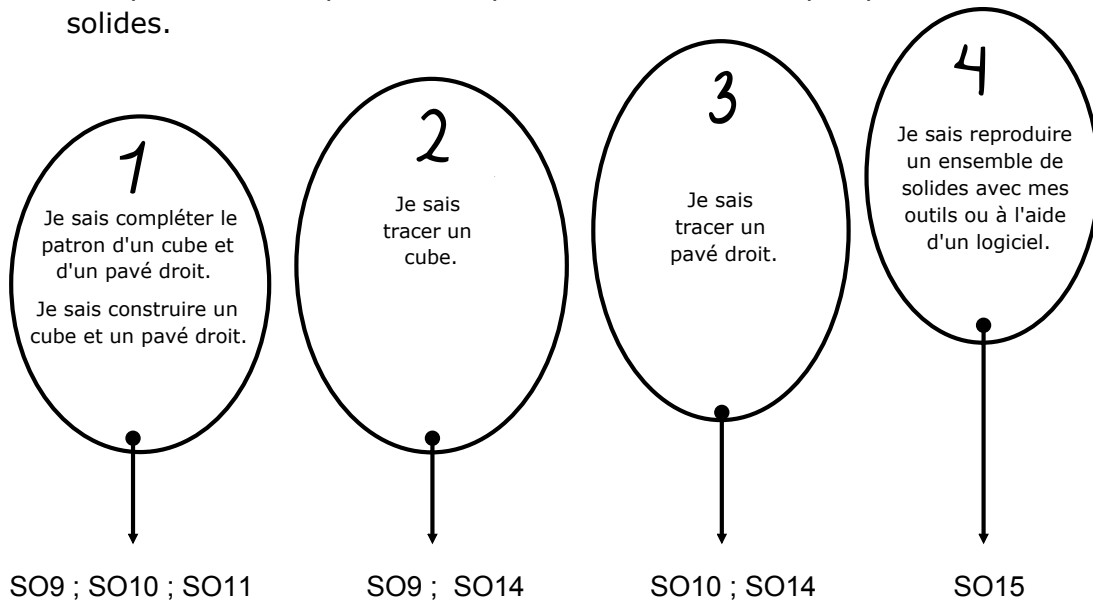 solides.
1
Je sais compléter le
patron d'un cube et
d'un pavé droit.
Je sais construire un
cube et un pavé droit.
2
Je sais
tracer un
cube.
3
Je sais
tracer un
pavé droit.
4
Je sais reproduire
un ensemble de
solides avec mes
outils ou à l'aide
d'un logiciel.
SO9 ; SO10 ; SO11
SO9 ; SO14
SO10 ; SO14
SO15